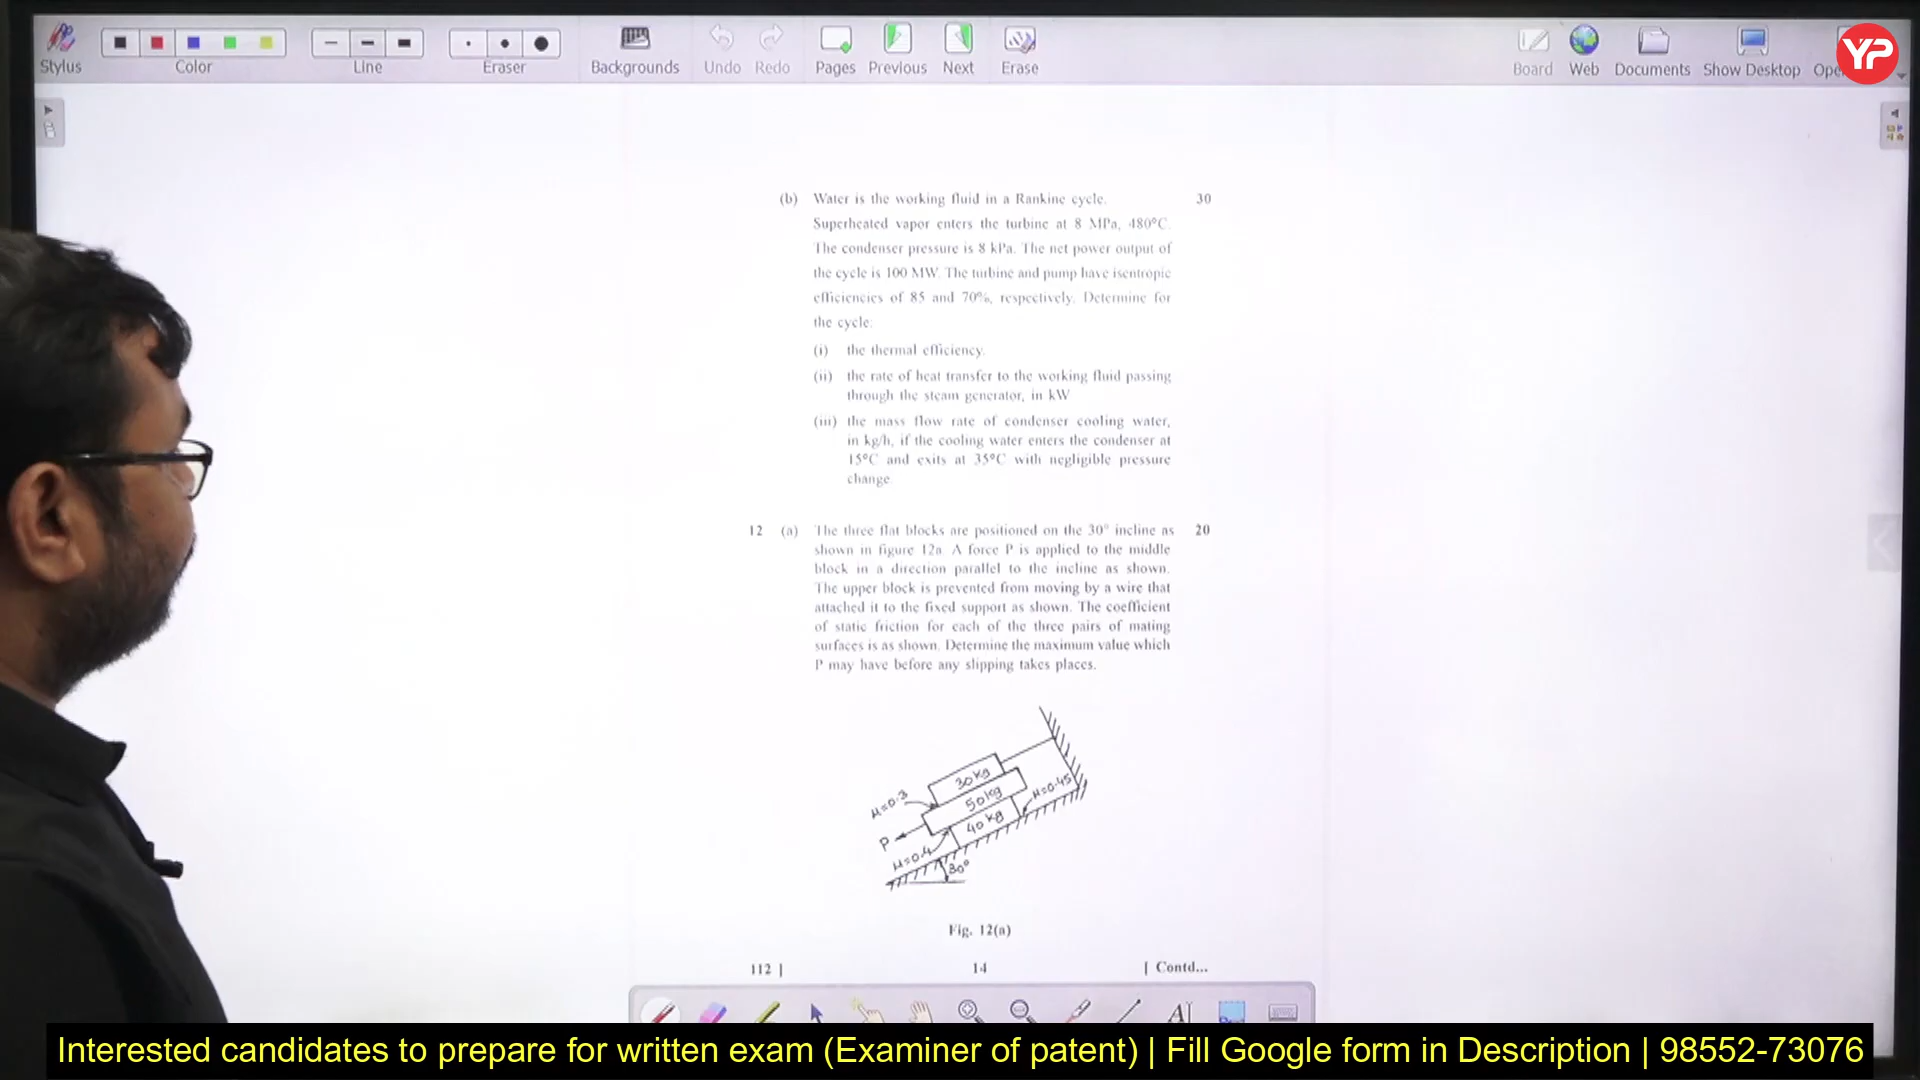 Stylus
Color
Line
Eraser
Backgrounds
Undo
Redo
Pages
Previous
Next
Erase
Board
Web
Documents
Show Desktop
YP
(b) Water is the working fluid in a Rankine cycle. 30
Superheated vapor enters the turbine at 8 MPa, 480°C.
The condenser pressure is 8 kPa. The net power output of
the cycle is 100 MW. The turbine and pump have isentropic
efficiencies of 85 and 70%, respectively. Determine for
the cycle:
(i) the thermal efficiency.
(ii) the rate of heat transfer to the working fluid passing
through the steam generator, in kW
(iii) the mass flow rate of condenser cooling water,
in kg/h, if the cooling water enters the condenser at
15°C and exits at 35°C with negligible pressure
change.
12 (a) The three flat blocks are positioned on the 30° incline as 20
shown in figure 12a. A force P is applied to the middle
block in a direction parallel to the incline as shown.
The upper block is prevented from moving by a wire that
attached it to the fixed support as shown. The coefficient
of static friction for each of the three pairs of mating
surfaces is as shown. Determine the maximum value which
P may have before any slipping takes places.
30 kg
μ=0.3
50 kg
μ=0.45
40 kg
P
μ=0.4
30°
Fig. 12(a)
112 | 14 | Contd...
Interested candidates to prepare for written exam (Examiner of patent) | Fill Google form in Description | 98552-73076